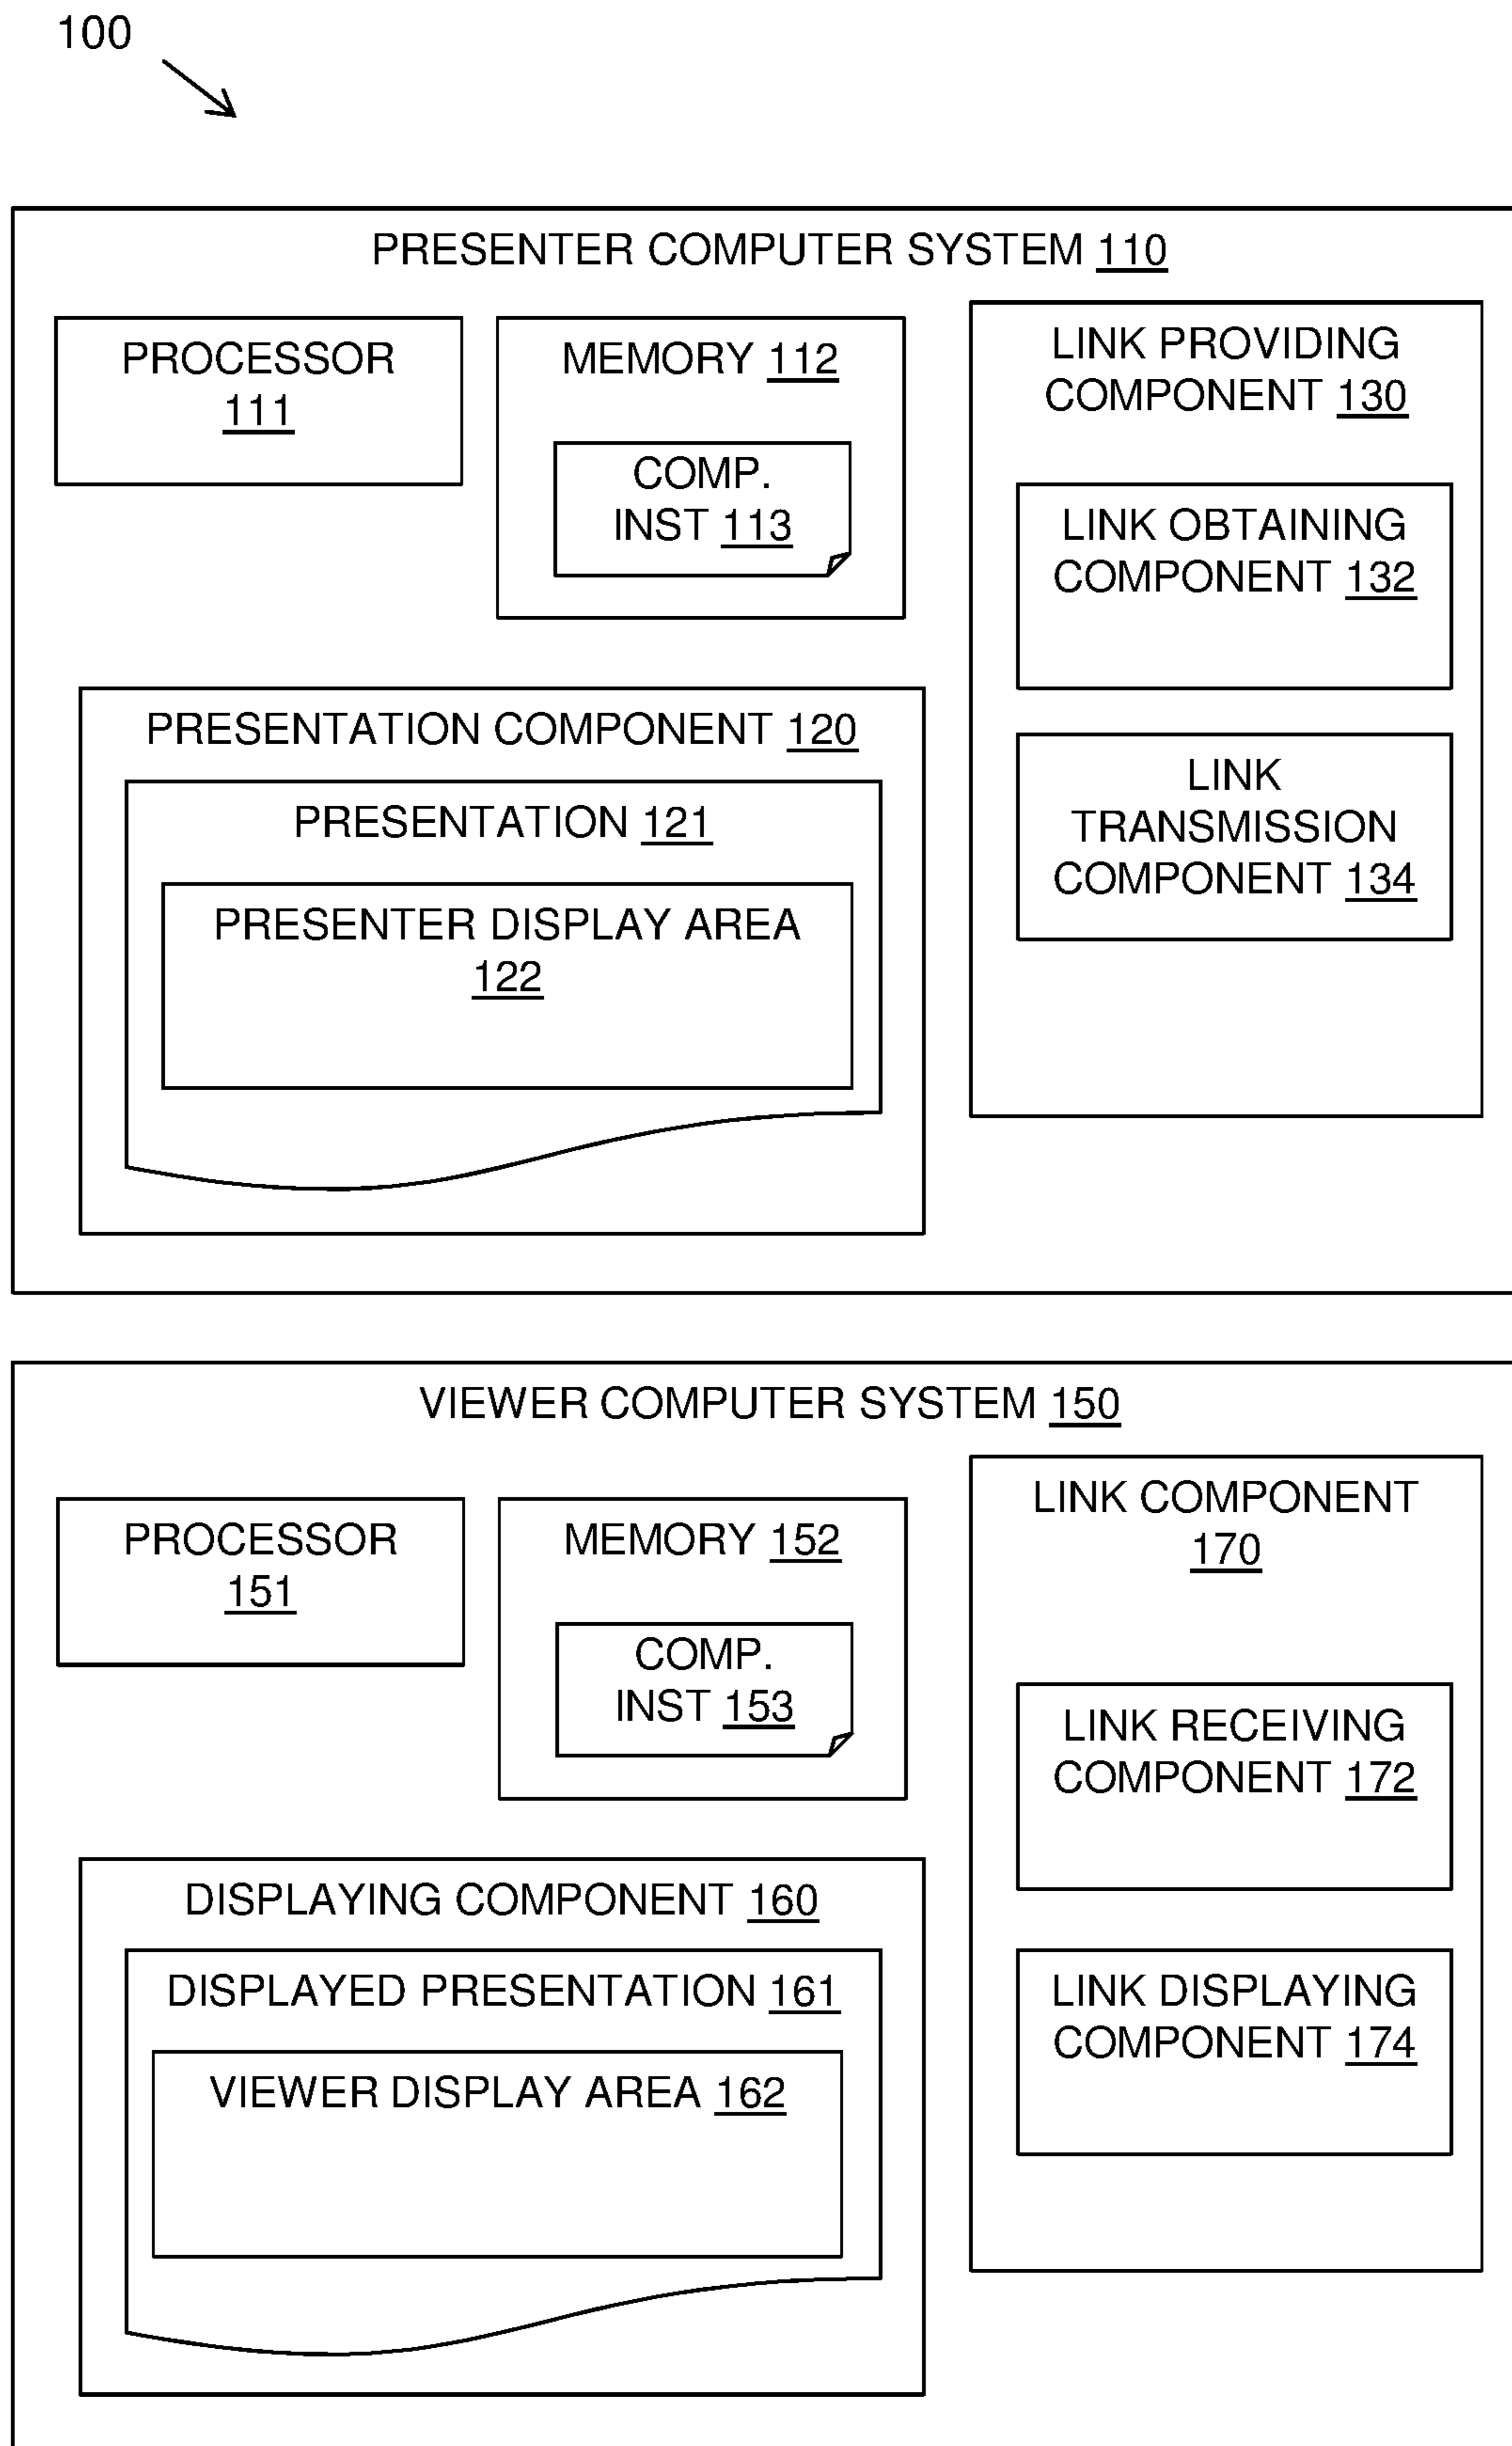 100
PRESENTER COMPUTER SYSTEM 110
PROCESSOR
111
MEMORY 112
COMP.
INST 113
LINK PROVIDING
COMPONENT 130
LINK OBTAINING
COMPONENT 132
LINK
TRANSMISSION
COMPONENT 134
PRESENTATION COMPONENT 120
PRESENTATION 121
PRESENTER DISPLAY AREA
122
VIEWER COMPUTER SYSTEM 150
PROCESSOR
151
MEMORY 152
COMP.
INST 153
LINK COMPONENT
170
LINK RECEIVING
COMPONENT 172
LINK DISPLAYING
COMPONENT 174
DISPLAYING COMPONENT 160
DISPLAYED PRESENTATION 161
VIEWER DISPLAY AREA 162